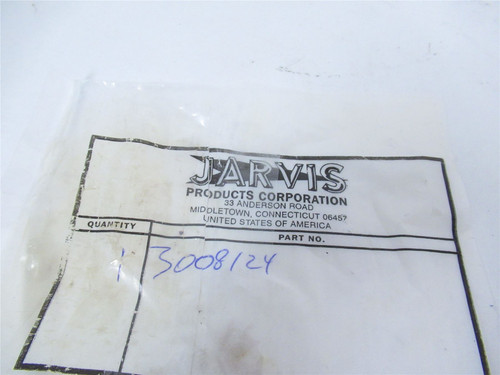 JARVIS
PRODUCTS CORPORATION
33 ANDERSON ROAD
MIDDLETOWN, CONNECTICUT 06457
UNITED STATES OF AMERICA
QUANTITY PART NO.
1 3008124